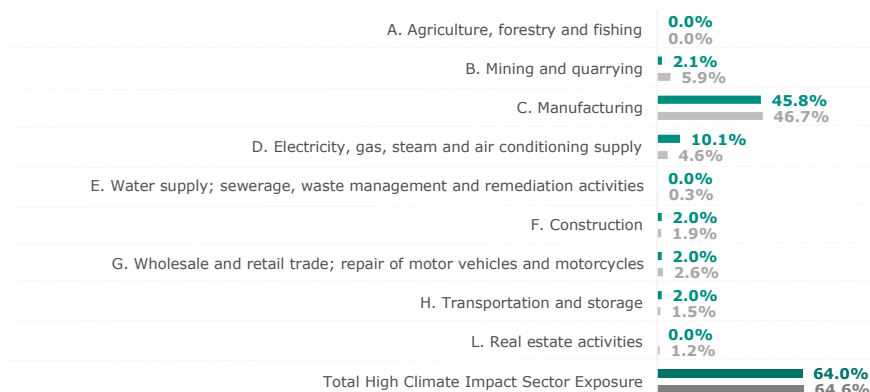 A. Agriculture, forestry and fishing 0.0%
0.0%
B. Mining and quarrying 2.1%
5.9%
C. Manufacturing 45.8%
46.7%
D. Electricity, gas, steam and air conditioning supply 10.1%
4.6%
E. Water supply; sewerage, waste management and remediation activities 0.0%
0.3%
F. Construction 2.0%
1.9%
G. Wholesale and retail trade; repair of motor vehicles and motorcycles 2.0%
2.6%
H. Transportation and storage 2.0%
1.5%
L. Real estate activities 0.0%
1.2%
Total High Climate Impact Sector Exposure 64.0%
64.6%